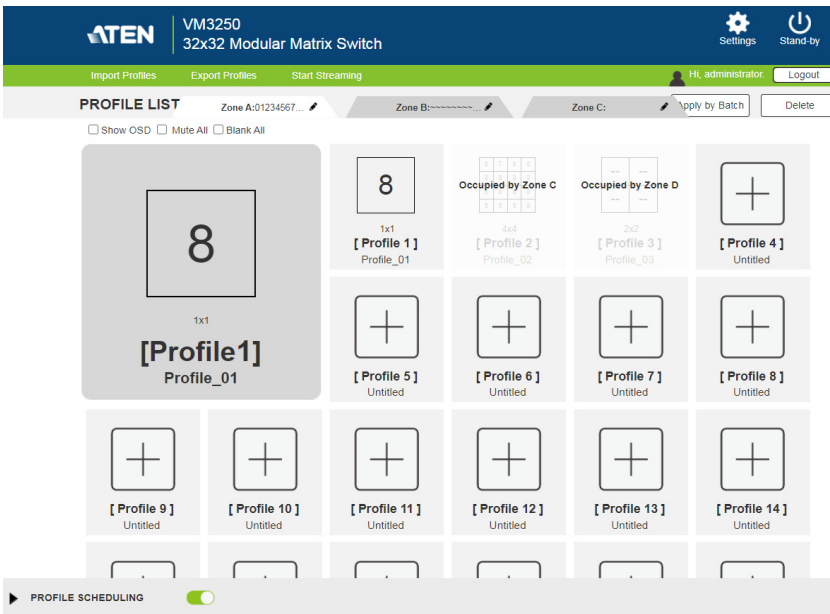 ATEN
VM3250
32x32 Modular Matrix Switch
Settings
Stand-by
Import Profiles
Export Profiles
Start Streaming
Hi, administrator.
Logout
PROFILE LIST
Zone A:01234567...
Zone B:~~~~~~~~...
Zone C:
Apply by Batch
Delete
Show OSD
Mute All
Blank All
8
1x1
[Profile1]
Profile_01
8
1x1
[ Profile 1 ]
Profile_01
Occupied by Zone C
4x4
[ Profile 2 ]
Profile_02
Occupied by Zone D
2x2
[ Profile 3 ]
Profile_03
[ Profile 4 ]
Untitled
[ Profile 5 ]
Untitled
[ Profile 6 ]
Untitled
[ Profile 7 ]
Untitled
[ Profile 8 ]
Untitled
[ Profile 9 ]
Untitled
[ Profile 10 ]
Untitled
[ Profile 11 ]
Untitled
[ Profile 12 ]
Untitled
[ Profile 13 ]
Untitled
[ Profile 14 ]
Untitled
PROFILE SCHEDULING